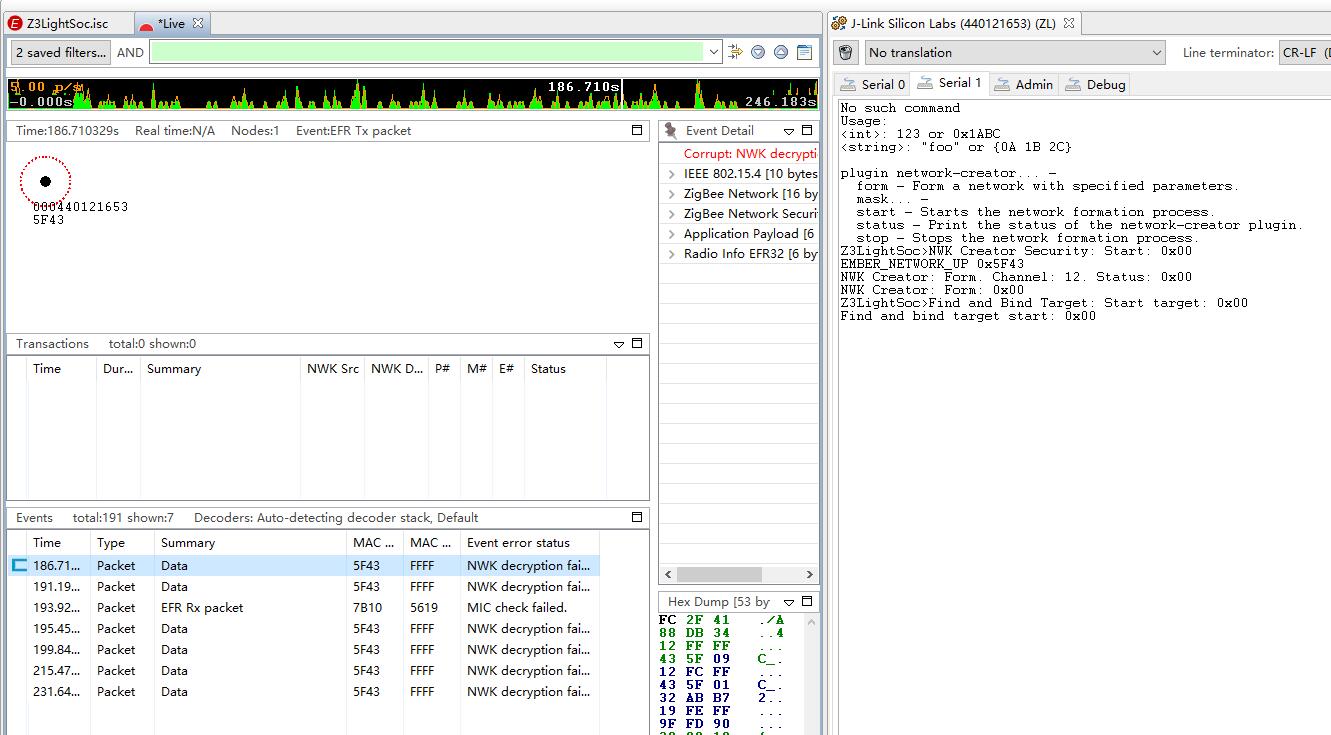 Z3LightSoc.isc
*Live
2 saved filters...
AND
5.00 p/s
-0.000s
186.710s
246.183s
Time:186.710329s Real time:N/A Nodes:1 Event:EFR Tx packet
000440121653
5F43
Transactions total:0 shown:0
Time Dur... Summary NWK Src NWK D... P# M# E# Status
Events total:191 shown:7 Decoders: Auto-detecting decoder stack, Default
Time Type Summary MAC ... MAC ... Event error status
186.71... Packet Data 5F43 FFFF NWK decryption fai...
191.19... Packet Data 5F43 FFFF NWK decryption fai...
193.92... Packet EFR Rx packet 7B10 5619 MIC check failed.
195.45... Packet Data 5F43 FFFF NWK decryption fai...
199.84... Packet Data 5F43 FFFF NWK decryption fai...
215.47... Packet Data 5F43 FFFF NWK decryption fai...
231.64... Packet Data 5F43 FFFF NWK decryption fai...
Event Detail
Corrupt: NWK decrypti
IEEE 802.15.4 [10 bytes
ZigBee Network [16 by
ZigBee Network Securi
Application Payload [6
Radio Info EFR32 [6 by
Hex Dump [53 by
FC 2F 41 ./A
88 DB 34 ..4
12 FF FF ...
43 5F 09 C_.
12 FC FF ...
43 5F 01 C_.
32 AB B7 2..
19 FE FF ...
9F FD 90 ...
J-Link Silicon Labs (440121653) (ZL)
No translation
Line terminator: CR-LF (D
Serial 0
Serial 1
Admin
Debug
No such command
Usage:
<int>: 123 or 0x1ABC
<string>: "foo" or {0A 1B 2C}
plugin network-creator... -
form - Form a network with specified parameters.
mask... -
start - Starts the network formation process.
status - Print the status of the network-creator plugin.
stop - Stops the network formation process.
Z3LightSoc>NWK Creator Security: Start: 0x00
EMBER_NETWORK_UP 0x5F43
NWK Creator: Form. Channel: 12. Status: 0x00
NWK Creator: Form: 0x00
Z3LightSoc>Find and Bind Target: Start target: 0x00
Find and bind target start: 0x00